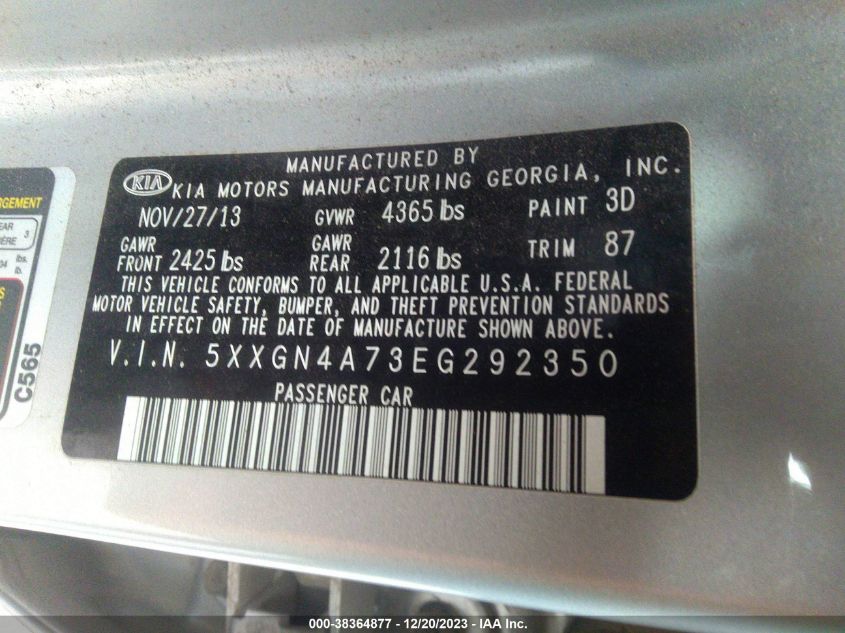 MANUFACTURED BY
KIA KIA MOTORS MANUFACTURING GEORGIA, INC.
NOV/27/13 GVWR 4365 lbs PAINT 3D
GAWR FRONT 2425 lbs GAWR REAR 2116 lbs TRIM 87
THIS VEHICLE CONFORMS TO ALL APPLICABLE U.S.A. FEDERAL
MOTOR VEHICLE SAFETY, BUMPER, AND THEFT PREVENTION STANDARDS
IN EFFECT ON THE DATE OF MANUFACTURE SHOWN ABOVE.
V.I.N. 5XXGN4A73EG292350
PASSENGER CAR
C565
000-38364877 - 12/20/2023 - IAA Inc.